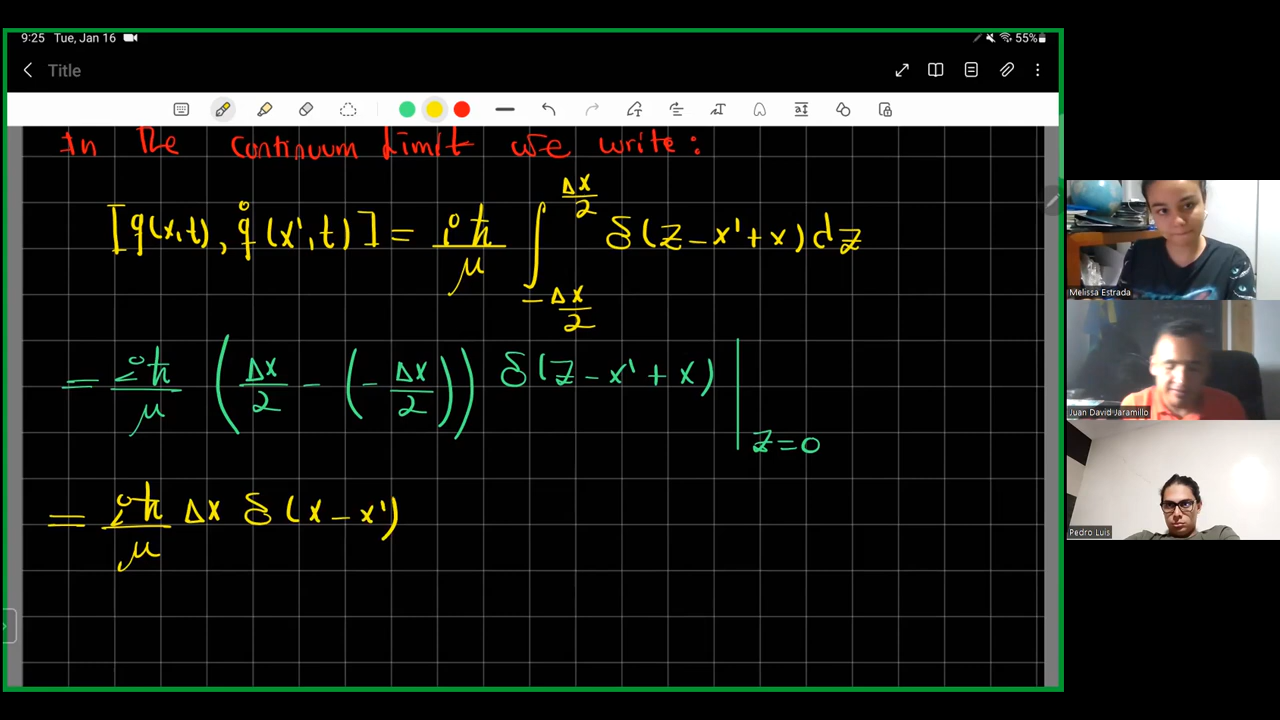 9:25 Tue, Jan 16 55%
Title
In The continuum Limit we write:
[q(x,t), q̇(x',t)] = iħ/μ ∫_{-Δx/2}^{Δx/2} δ(z - x' + x) dz
= iħ/μ (Δx/2 - (-Δx/2)) δ(z - x' + x) |_{z=0}
= iħ/μ Δx δ(x - x')
Melissa Estrada
Juan David Jaramillo
Pedro Luis